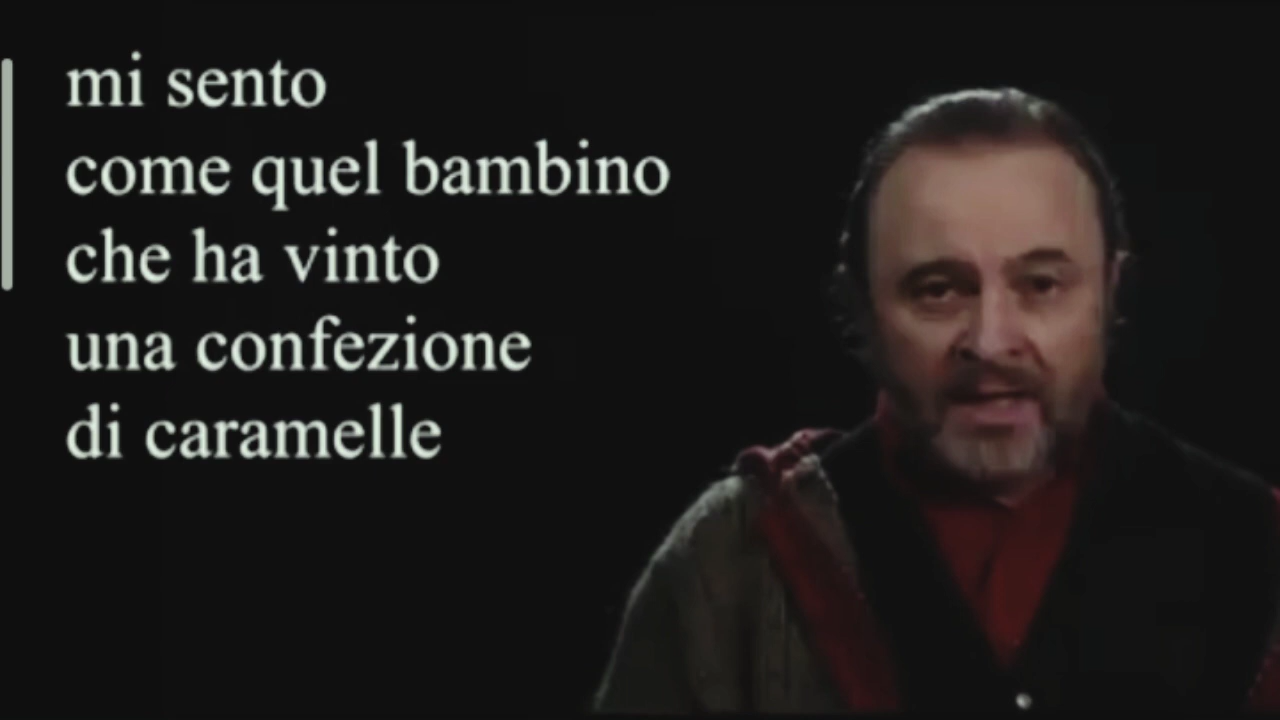 mi sento
come quel bambino
che ha vinto
una confezione
di caramelle